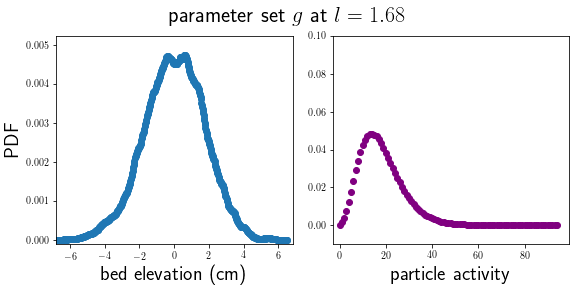 parameter set g at l = 1.68
PDF
0.005
0.004
0.003
0.002
0.001
0.000
−6 −4 −2 0 2 4 6
bed elevation (cm)
0.10
0.08
0.06
0.04
0.02
0.00
0 20 40 60 80
particle activity